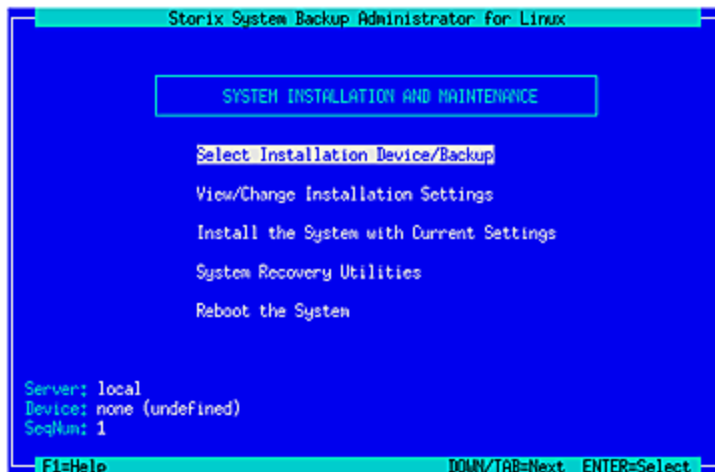 Storix System Backup Administrator for Linux
SYSTEM INSTALLATION AND MAINTENANCE
Select Installation Device/Backup
View/Change Installation Settings
Install the System with Current Settings
System Recovery Utilities
Reboot the System
Server: local
Device: none (undefined)
SeqNum: 1
F1=Help DOWN/TAB=Next ENTER=Select